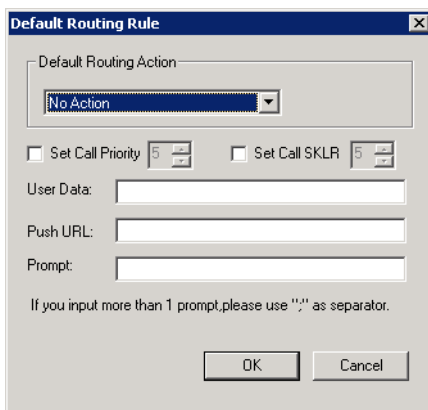 Default Routing Rule
Default Routing Action
No Action
Set Call Priority 5 Set Call SKLR 5
User Data:
Push URL:
Prompt:
If you input more than 1 prompt,please use ";" as separator.
OK Cancel